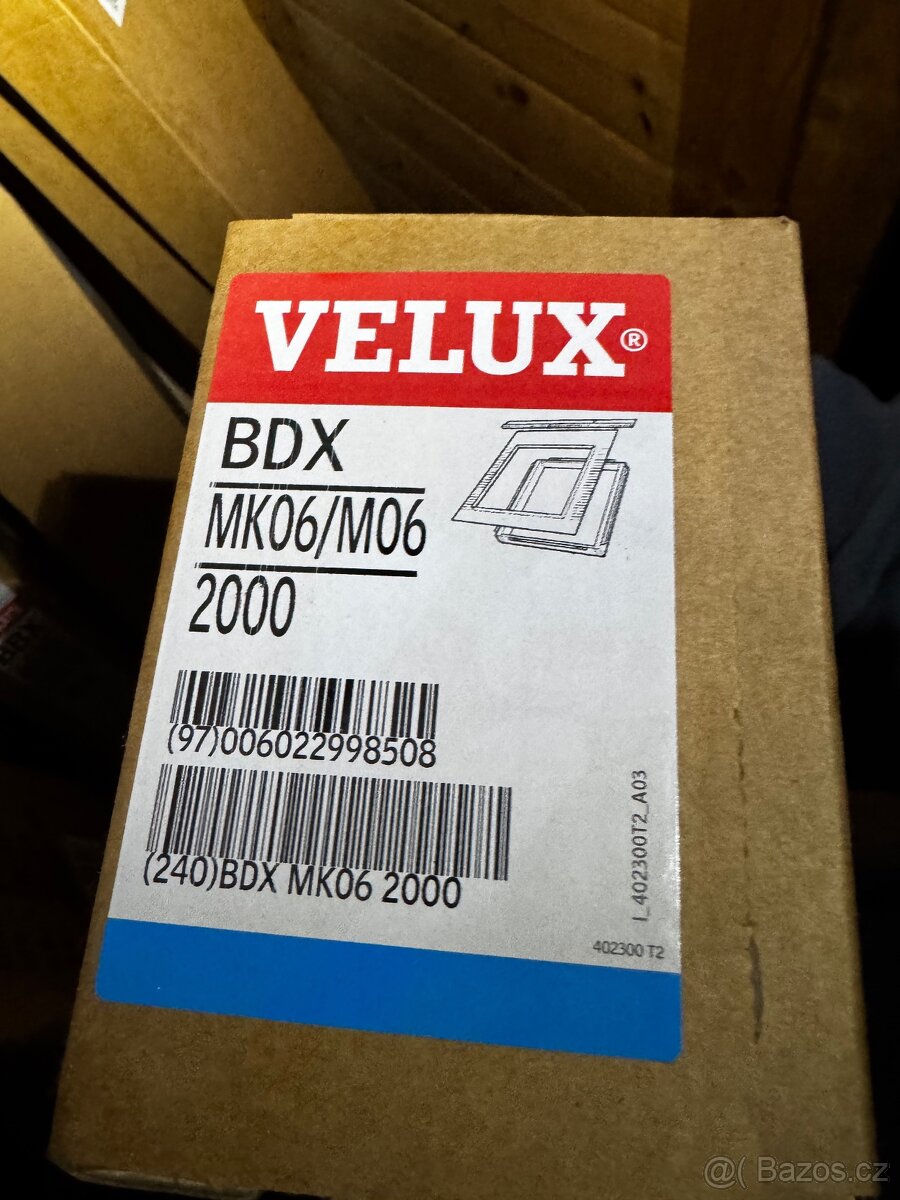 VELUX®
BDX
MK06/M06
2000
(97)006022998508
(240)BDX MK06 2000
I_402300T2_A03
402300 T2
@( Bazos.cz